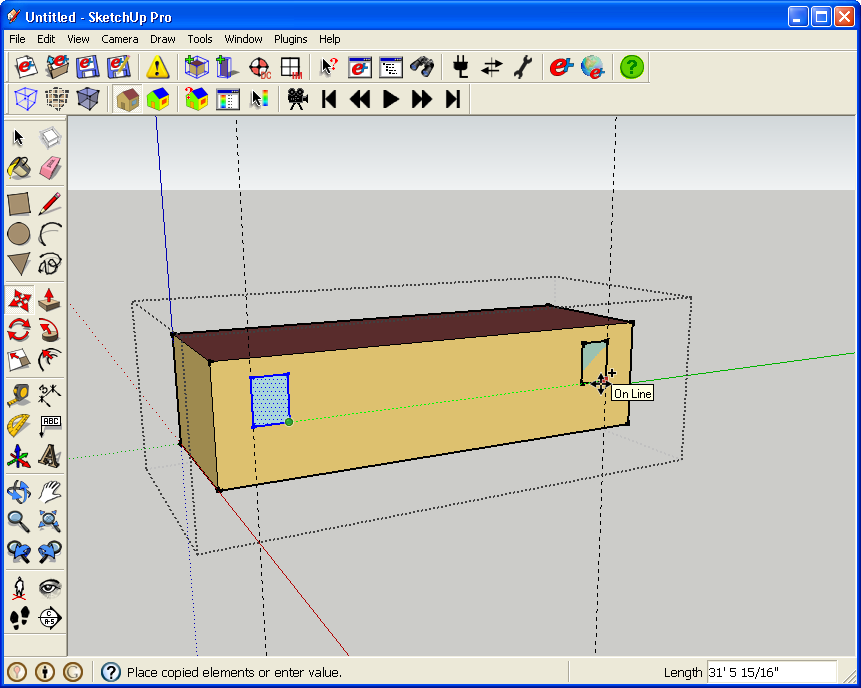 Untitled - SketchUp Pro
File Edit View Camera Draw Tools Window Plugins Help
ABC
On Line
Place copied elements or enter value.
Length 31' 5 15/16"